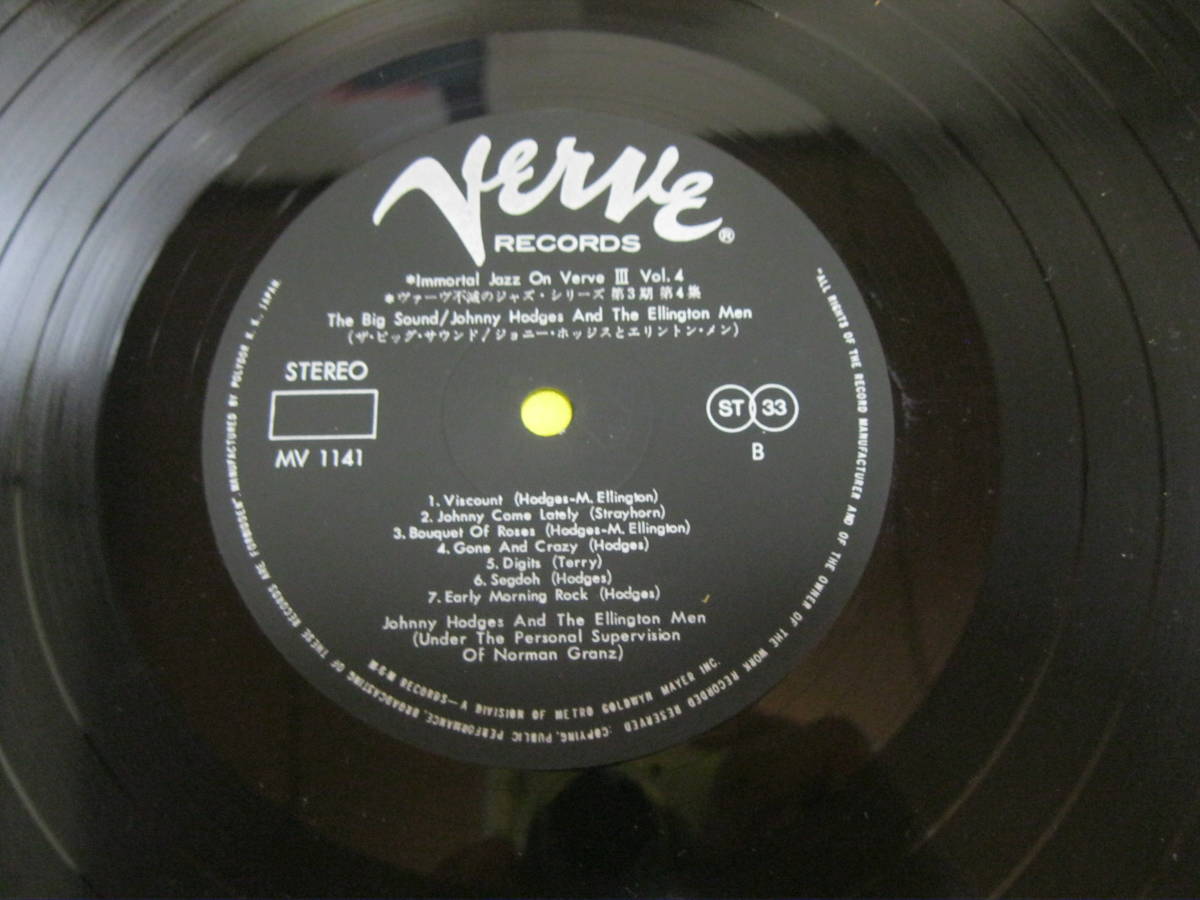 Verve
RECORDS ®
*Immortal Jazz On Verve III Vol.4
*ヴァーヴ不滅のジャズ・シリーズ 第3期 第4集
The Big Sound/Johnny Hodges And The Ellington Men
(ザ・ビッグ・サウンド/ジョニー・ホッジスとエリントン・メン)
STEREO
MV 1141
ST 33
B
1. Viscount (Hodges-M. Ellington)
2. Johnny Come Lately (Strayhorn)
3. Bouquet Of Roses (Hodges-M. Ellington)
4. Gone And Crazy (Hodges)
5. Digits (Terry)
6. Segdoh (Hodges)
7. Early Morning Rock (Hodges)
Johnny Hodges And The Ellington Men
(Under The Personal Supervision
Of Norman Granz)
M.G.M RECORDS—A DIVISION OF METRO GOLDWYN MAYER INC.
"ALL RIGHTS OF THE RECORD MANUFACTURER AND OF THE OWNER OF THE WORK RECORDED RESERVED :COPYING, PUBLIC PERFORMANCE, BROADCASTING, OF THESE RECORDS ARE FORBIDDEN". MANUFACTURED BY POLYDOR K. K., JAPAN